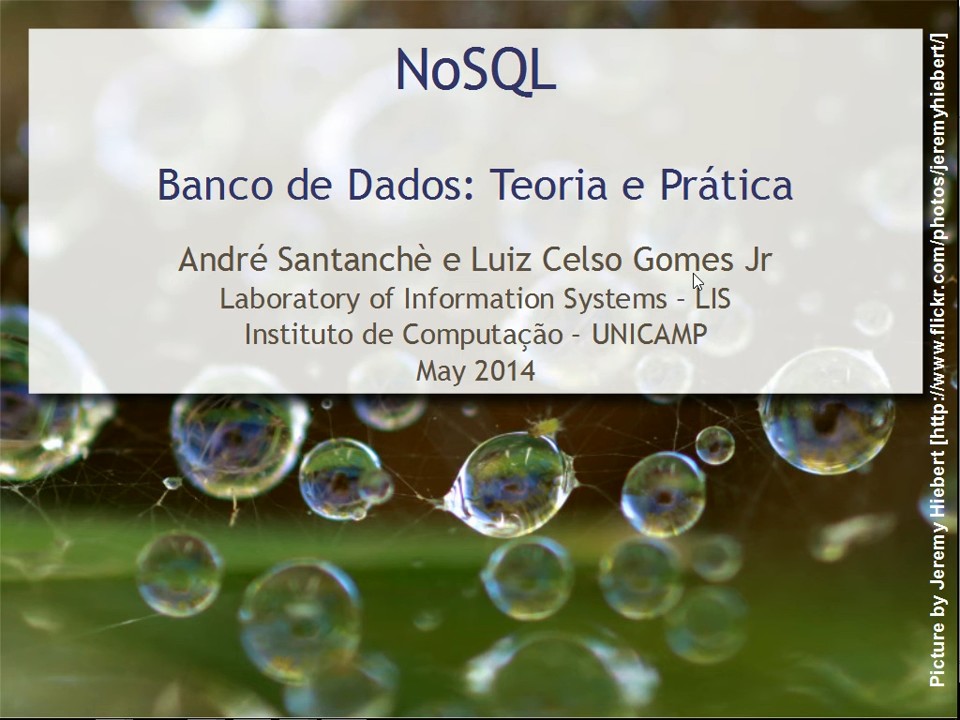 NoSQL
Banco de Dados: Teoria e Prática
André Santanchè e Luiz Celso Gomes Jr
Laboratory of Information Systems – LIS
Instituto de Computação – UNICAMP
May 2014
Picture by Jeremy Hiebert [http://www.flickr.com/photos/jeremyhiebert/]